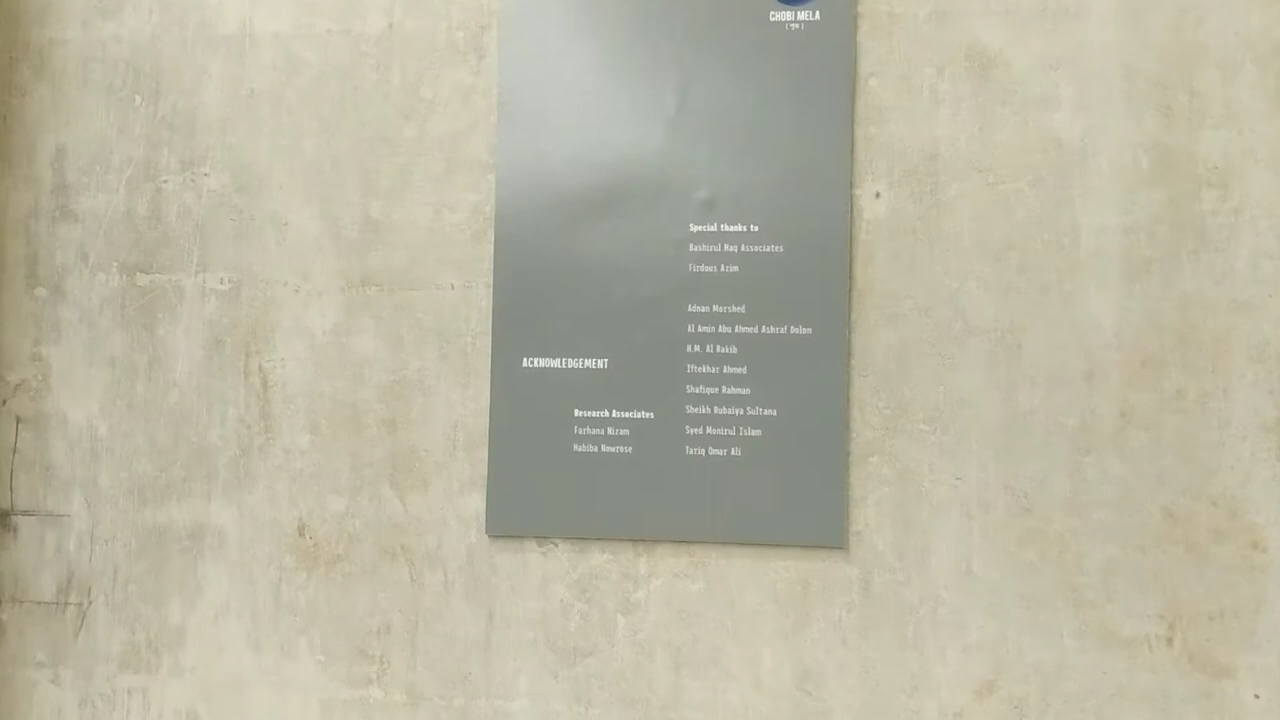 CHOBI MELA
Special thanks to
Bashirul Haq Associates
Firdous Azim
Adnan Morshed
Al Amin Abu Ahmed Ashraf Dolon
H.M. Al Rakib
Iftekhar Ahmed
Shafique Rahman
Sheikh Rubaiya Sultana
Syed Monirul Islam
Tariq Omar Ali
ACKNOWLEDGEMENT
Research Associates
Farhana Nizam
Habiba Nowrose